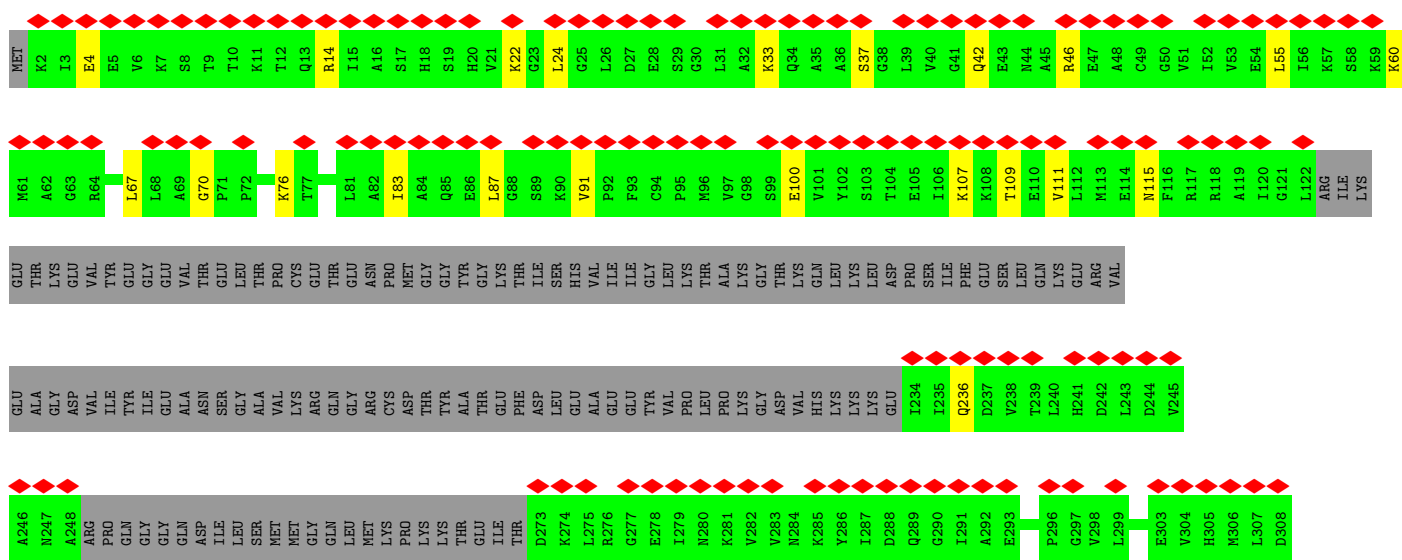 MET K2 I3 E4 E5 V6 K7 S8 T9 T10 K11 T12 Q13 R14 I15 A16 S17 H18 S19 H20 V21 K22 G23 L24 G25 L26 D27 E28 S29 G30 L31 A32 K33 Q34 A35 A36 S37 G38 L39 V40 G41 Q42 E43 N44 A45 R46 E47 A48 C49 G50 V51 I52 V53 E54 L55 I56 K57 S58 K59 K60
M61 A62 G63 R64 L67 L68 A69 G70 P71 P72 K76 T77 L81 A82 I83 A84 Q85 E86 L87 G88 S89 K90 V91 P92 F93 C94 P95 M96 V97 G98 S99 E100 V101 Y102 S103 T104 E105 I106 K107 K108 T109 E110 V111 L112 M113 E114 N115 F116 R117 R118 A119 I120 G121 L122 ARG ILE LYS
GLU THR LYS GLU VAL TYR GLU GLY GLU VAL THR GLU LEU THR PRO CYS GLU THR GLU ASN PRO MET GLY GLY TYR GLY LYS THR ILE SER HIS VAL ILE ILE GLY LEU LYS THR ALA LYS GLY THR LYS GLN LEU LYS LEU ASP PRO SER ILE PHE GLU SER LEU GLN LYS GLU ARG VAL
GLU ALA GLY ASP VAL ILE TYR ILE GLU ALA ASN SER GLY ALA VAL LYS ARG GLN GLY ARG CYS ASP THR TYR ALA THR GLU PHE ASP LEU GLU ALA GLU GLU TYR VAL PRO LEU PRO LYS GLY ASP VAL HIS LYS LYS LYS GLU I234 I235 Q236 D237 V238 T239 L240 H241 D242 L243 D244 V245
A246 N247 A248 ARG PRO GLN GLY GLY GLN ASP ILE LEU SER MET MET GLY GLN LEU MET LYS PRO LYS LYS THR GLU ILE THR D273 K274 L275 R276 G277 E278 I279 N280 K281 V282 V283 N284 K285 Y286 I287 D288 Q289 G290 I291 A292 E293 P296 G297 V298 L299 E303 V304 H305 M306 L307 D308